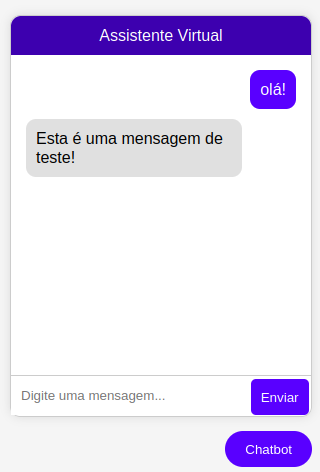 Assistente Virtual
olá!
Esta é uma mensagem de
teste!
Digite uma mensagem...
Enviar
Chatbot